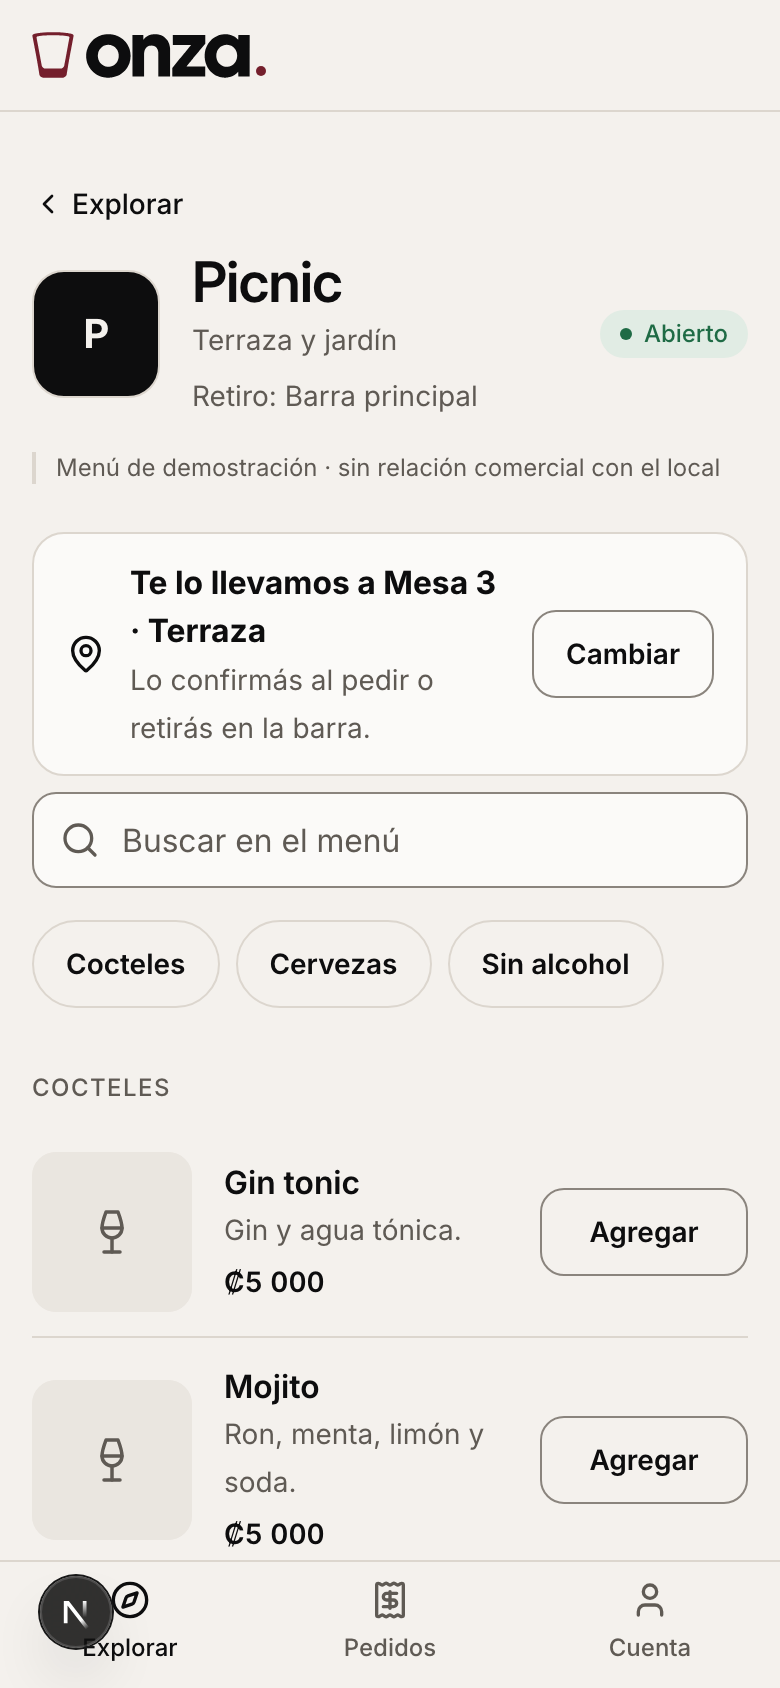 onza.
Explorar
Picnic
P
Terraza y jardín
Abierto
Retiro: Barra principal
Menú de demostración · sin relación comercial con el local
Te lo llevamos a Mesa 3
· Terraza
Lo confirmás al pedir o
retirás en la barra.
Cambiar
Buscar en el menú
Cocteles
Cervezas
Sin alcohol
COCTELES
Gin tonic
Gin y agua tónica.
₡5 000
Agregar
Mojito
Ron, menta, limón y
soda.
₡5 000
Agregar
N
Explorar
Pedidos
Cuenta